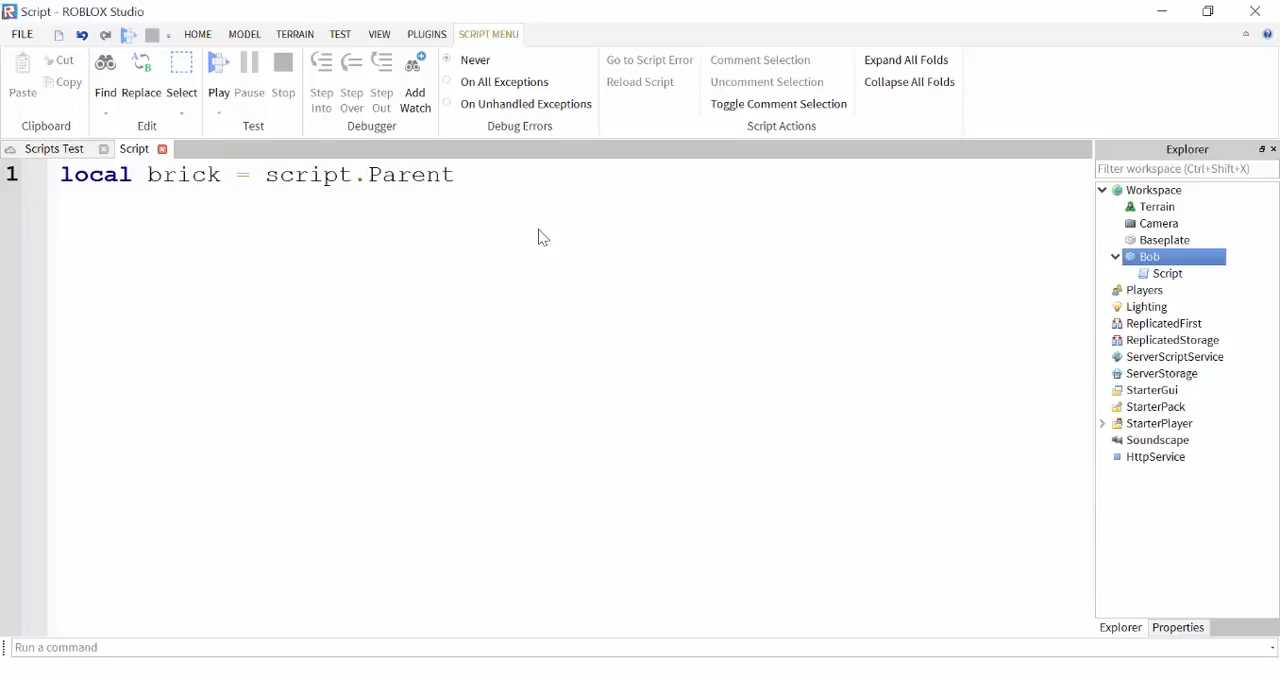 Script - ROBLOX Studio
FILE HOME MODEL TERRAIN TEST VIEW PLUGINS SCRIPT MENU
Paste Cut Copy
Clipboard
Find Replace Select
Edit
Play Pause Stop
Test
Step Into Step Over Step Out Add Watch
Debugger
Never
On All Exceptions
On Unhandled Exceptions
Debug Errors
Go to Script Error
Reload Script
Comment Selection
Uncomment Selection
Toggle Comment Selection
Script Actions
Expand All Folds
Collapse All Folds
Scripts Test Script
1 local brick = script.Parent
Explorer
Filter workspace (Ctrl+Shift+X)
Workspace
Terrain
Camera
Baseplate
Bob
Script
Players
Lighting
ReplicatedFirst
ReplicatedStorage
ServerScriptService
ServerStorage
StarterGui
StarterPack
StarterPlayer
Soundscape
HttpService
Explorer Properties
Run a command